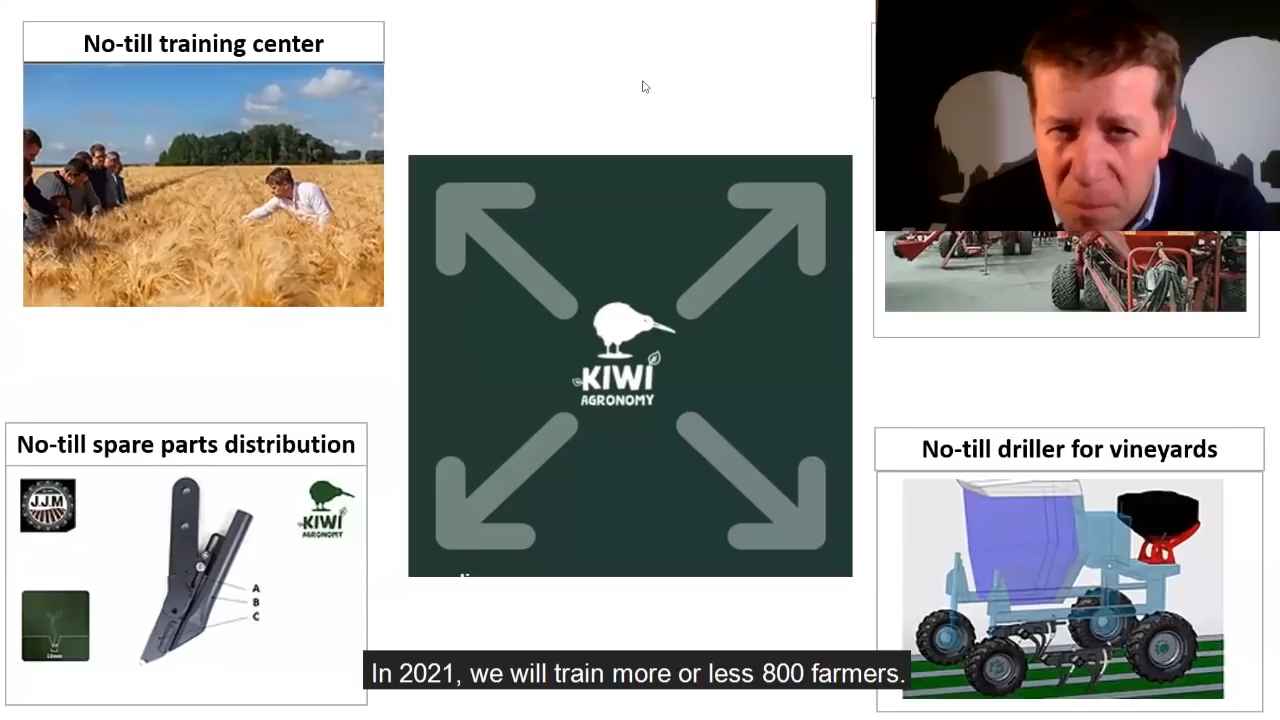 No-till training center
KIWI
AGRONOMY
No-till spare parts distribution
J.J.M
KIWI
AGRONOMY
A
B
C
No-till driller for vineyards
In 2021, we will train more or less 800 farmers.